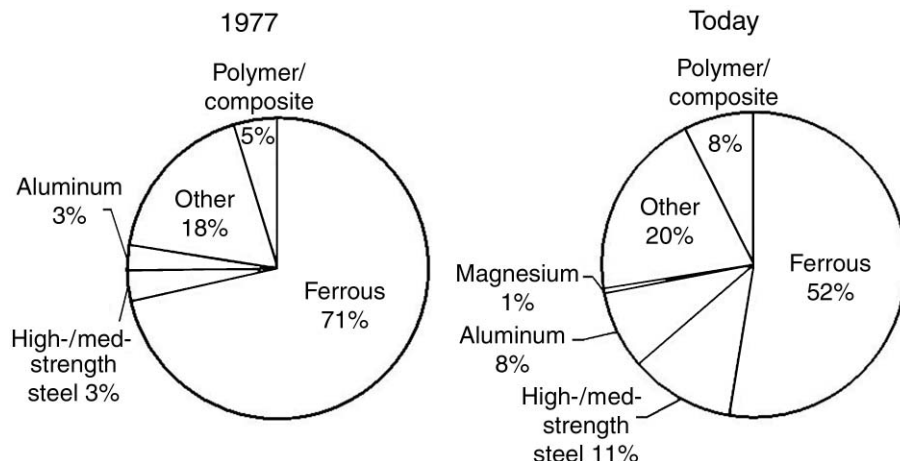 1977
Polymer/
composite
5%
Aluminum
3%
Other
18%
Ferrous
71%
High-/med-
strength
steel 3%
Today
Polymer/
composite
8%
Other
20%
Magnesium
1%
Ferrous
52%
Aluminum
8%
High-/med-
strength
steel 11%